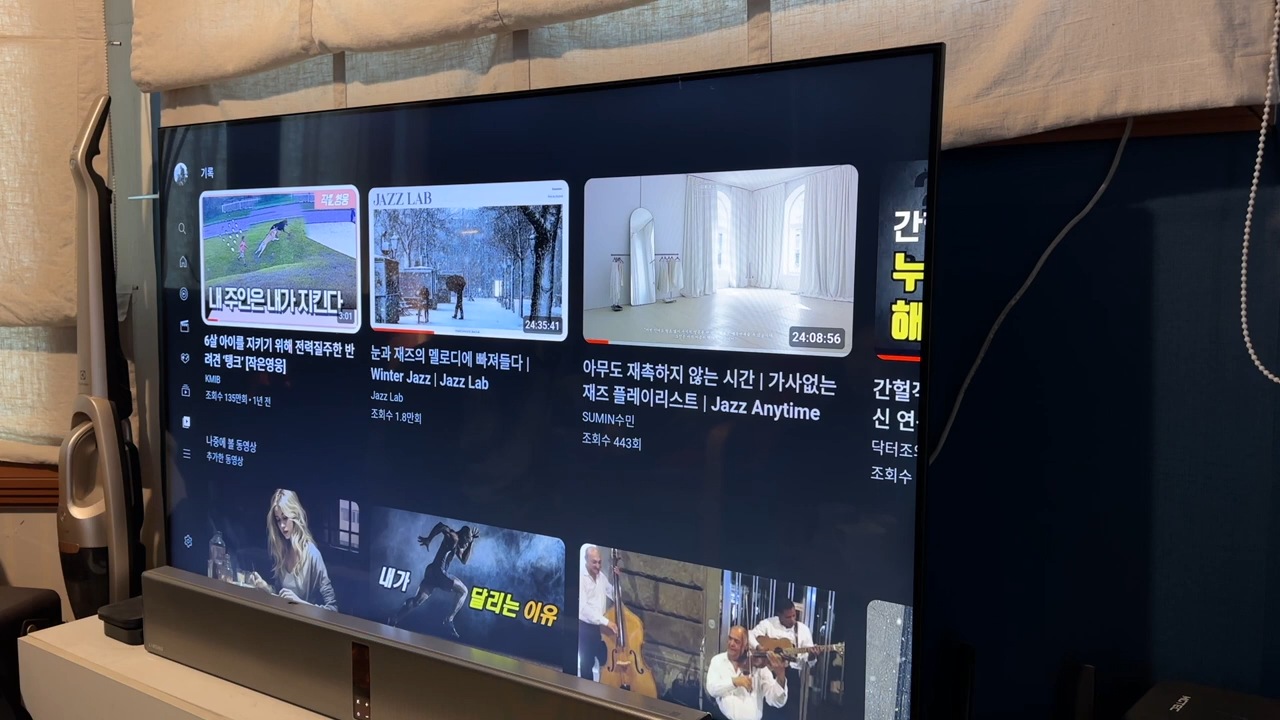 기록
작은영웅
내 주인은 내가 지킨다
3:01
6살 아이를 지키기 위해 전력질주한 반
려견 '탱크' [작은영웅]
KMIB
조회수 135만회 • 1년 전
JAZZ LAB
24:35:41
눈과 재즈의 멜로디에 빠져들다 |
Winter Jazz | Jazz Lab
Jazz Lab
조회수 1.8만회
24:08:56
아무도 재촉하지 않는 시간 | 가사없는
재즈 플레이리스트 | Jazz Anytime
SUMIN수민
조회수 443회
간헐
누
해
간헐적
신 연
닥터조의
조회수
나중에 볼 동영상
추가한 동영상
내가
달리는 이유